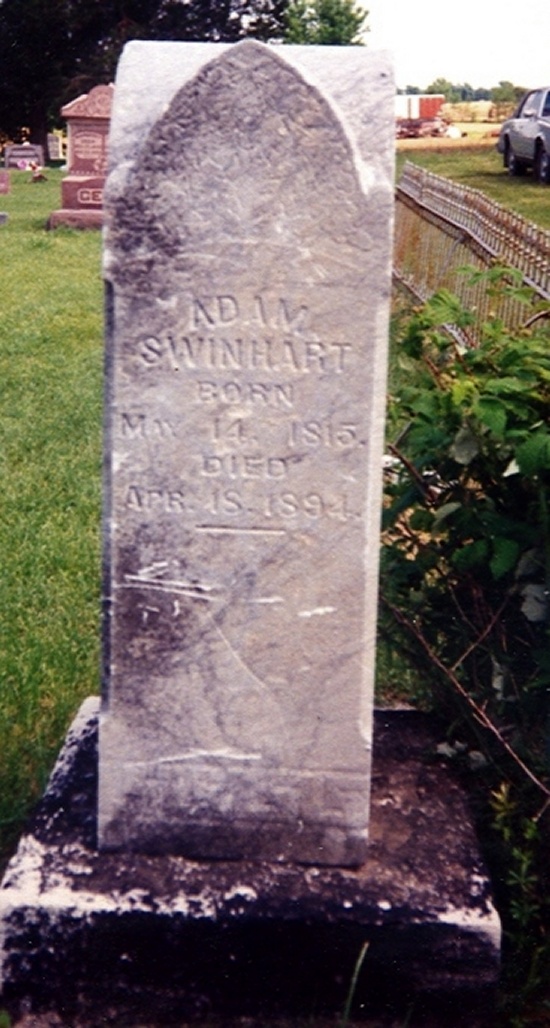 ADAM
SWINHART
BORN
MAY 14. 1815.
DIED
APR. 18. 1894.